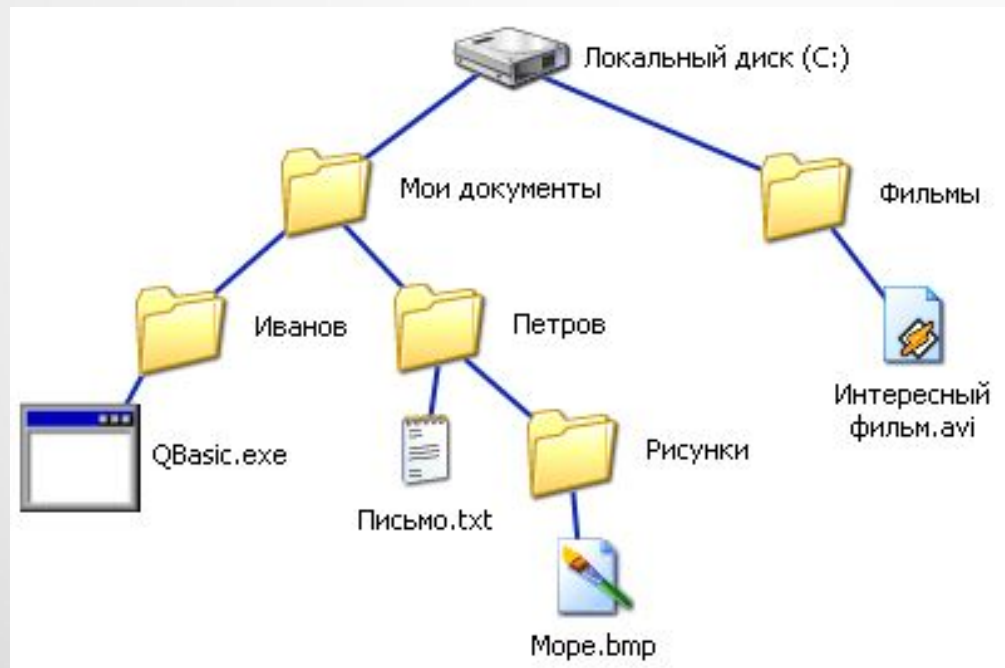 Локальный диск (C:)
Мои документы
Фильмы
Иванов
Петров
Интересный
фильм.avi
QBasic.exe
Рисунки
Письмо.txt
Море.bmp